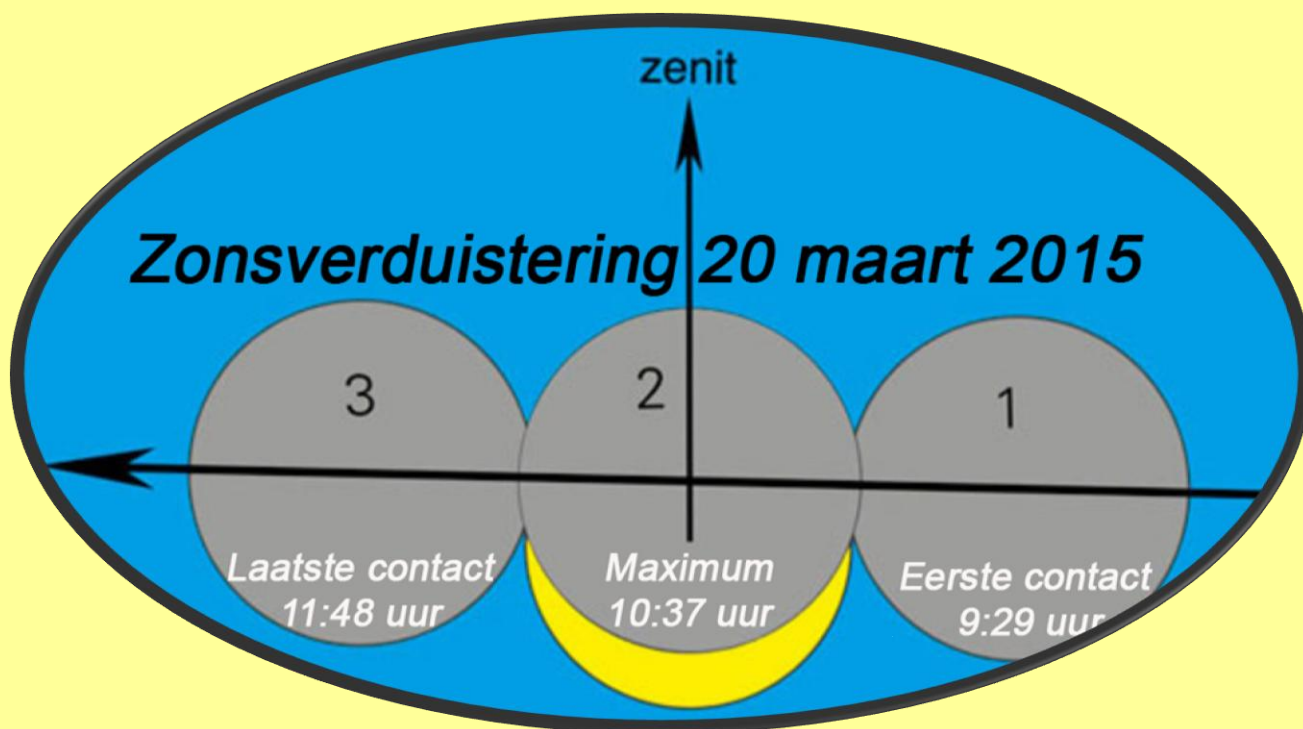 zenit
Zonsverduistering 20 maart 2015
3
2
1
Laatste contact
11:48 uur
Maximum
10:37 uur
Eerste contact
9:29 uur